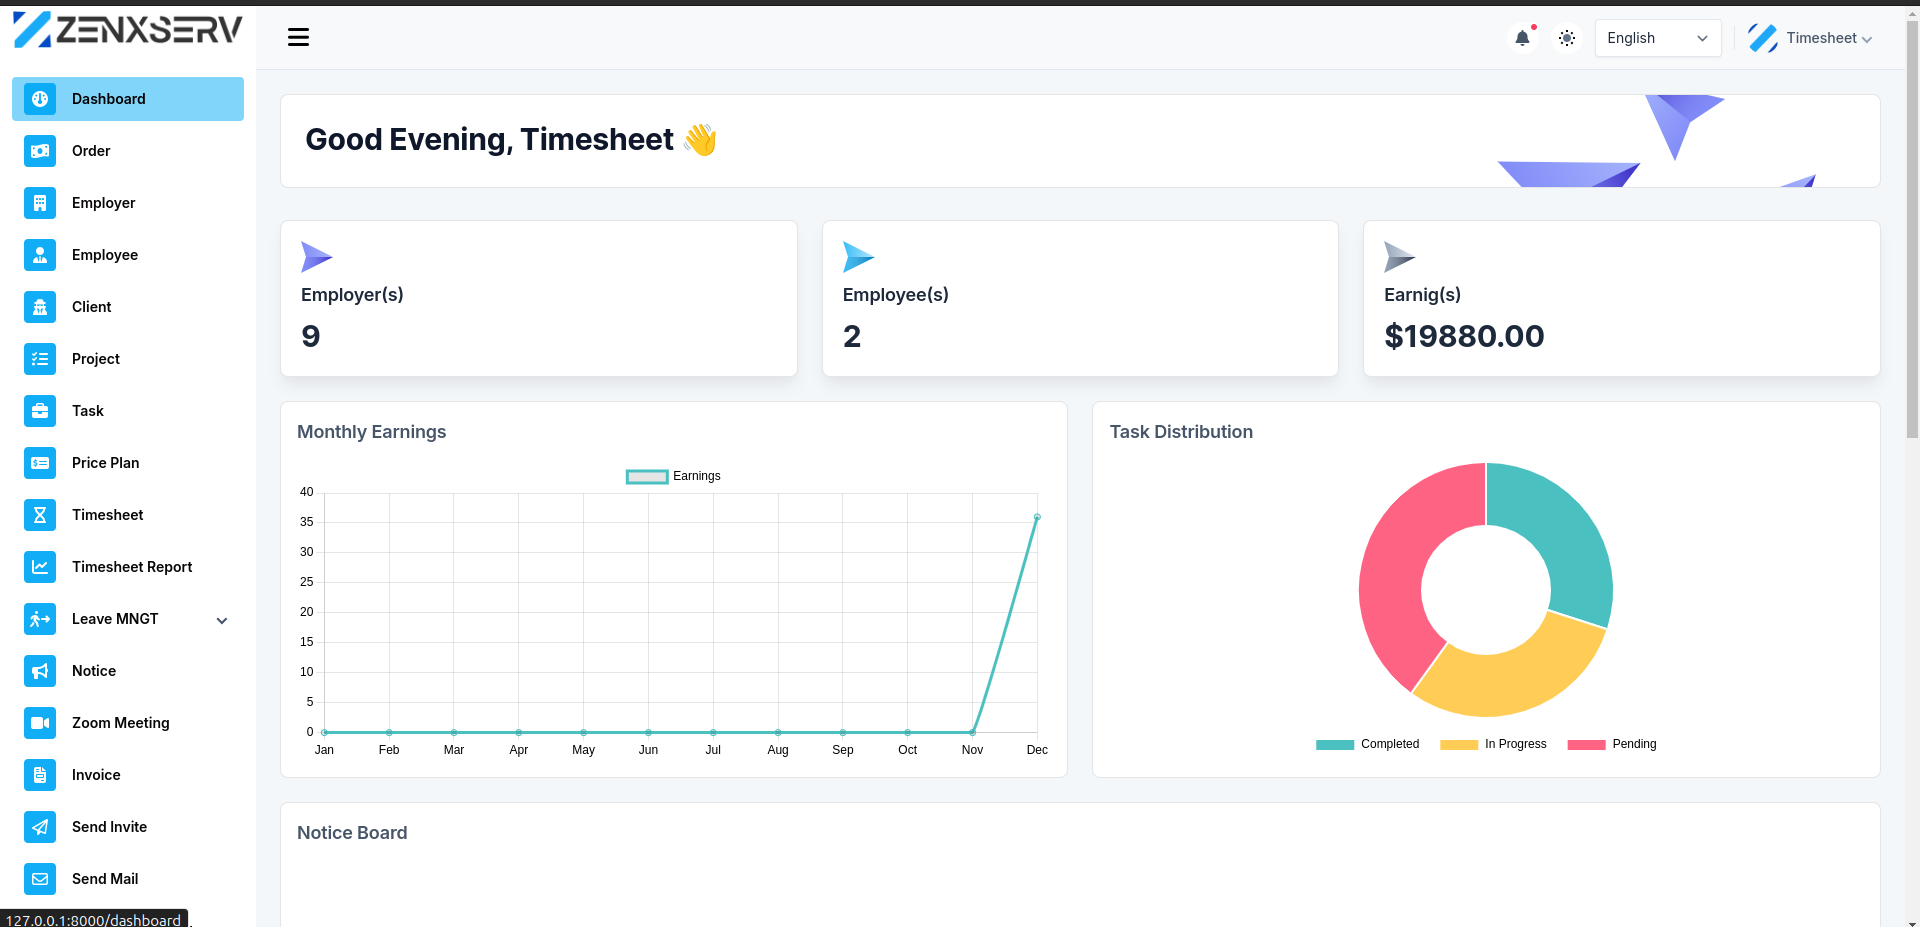 ZENXSERV
English
Timesheet
Dashboard
Order
Employer
Employee
Client
Project
Task
Price Plan
Timesheet
Timesheet Report
Leave MNGT
Notice
Zoom Meeting
Invoice
Send Invite
Send Mail
127.0.0.1:8000/dashboard
Good Evening, Timesheet 👋
Employer(s)
9
Employee(s)
2
Earnig(s)
$19880.00
Monthly Earnings
Earnings
40
35
30
25
20
15
10
5
0
Jan Feb Mar Apr May Jun Jul Aug Sep Oct Nov Dec
Task Distribution
Completed In Progress Pending
Notice Board